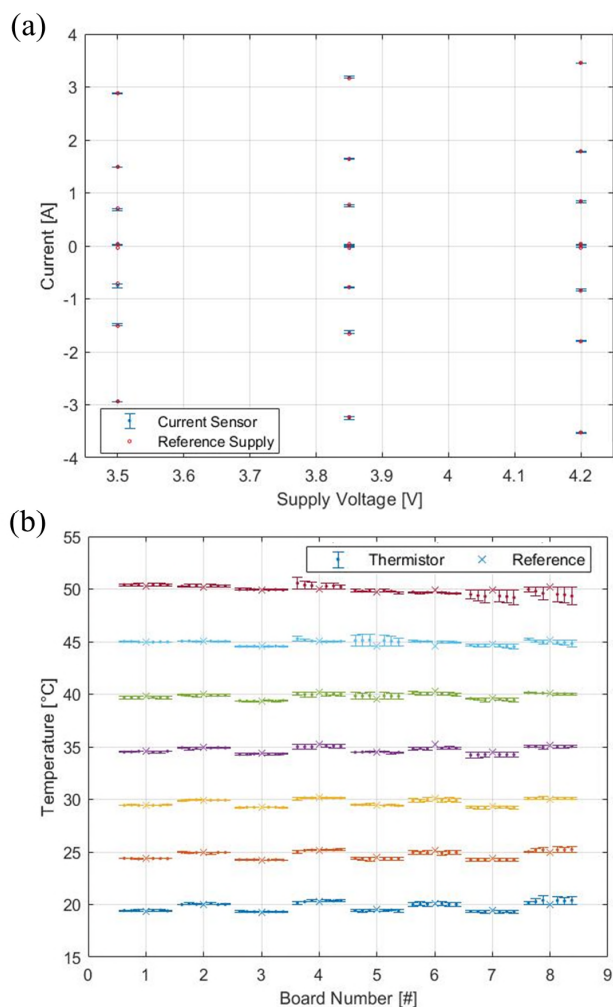 (a)
4
3
2
1
0
-1
-2
-3
-4
Current [A]
Current Sensor
Reference Supply
3.5 3.6 3.7 3.8 3.9 4 4.1 4.2
Supply Voltage [V]
(b)
55
50
45
40
35
30
25
20
15
Temperature [°C]
Thermistor Reference
0 1 2 3 4 5 6 7 8 9
Board Number [#]